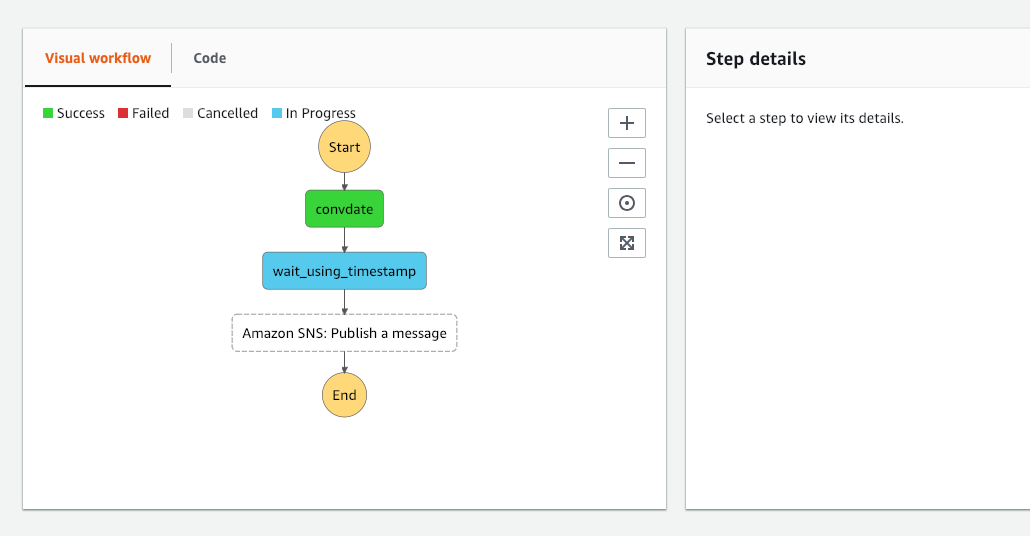 Visual workflow
Code
Success
Failed
Cancelled
In Progress
Start
convdate
wait_using_timestamp
Amazon SNS: Publish a message
End
Step details
Select a step to view its details.